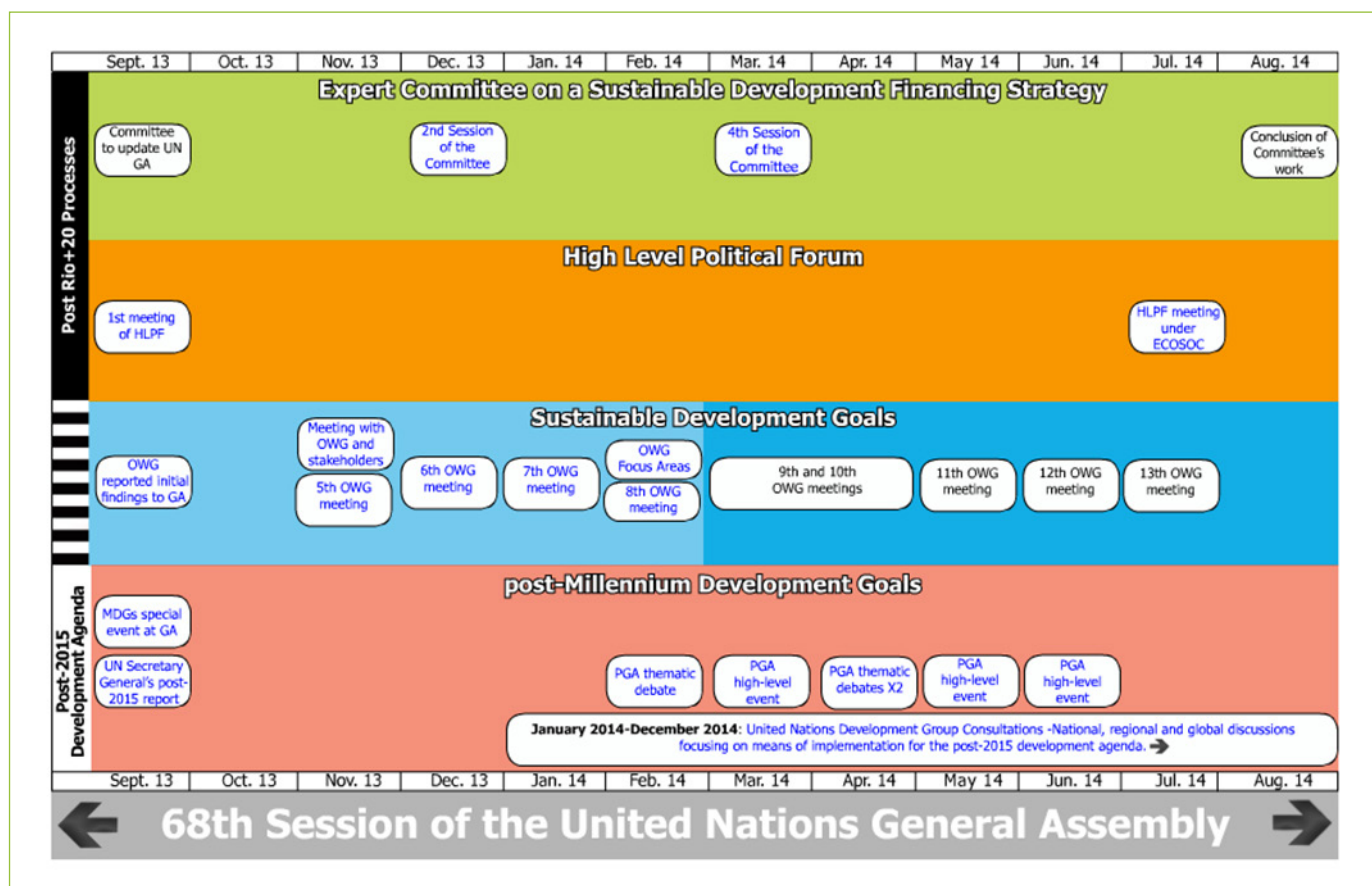 Sept. 13 Oct. 13 Nov. 13 Dec. 13 Jan. 14 Feb. 14 Mar. 14 Apr. 14 May 14 Jun. 14 Jul. 14 Aug. 14
Post Rio+20 Processes
Expert Committee on a Sustainable Development Financing Strategy
Committee
to update UN
GA
2nd Session
of the
Committee
4th Session
of the
Committee
Conclusion of
Committee's
work
High Level Political Forum
1st meeting
of HLPF
HLPF meeting
under
ECOSOC
Sustainable Development Goals
OWG
reported initial
findings to GA
Meeting with
OWG and
stakeholders
5th OWG
meeting
6th OWG
meeting
7th OWG
meeting
OWG
Focus Areas
8th OWG
meeting
9th and 10th
OWG meetings
11th OWG
meeting
12th OWG
meeting
13th OWG
meeting
Post-2015
Development Agenda
post-Millennium Development Goals
MDGs special
event at GA
UN Secretary
General's post-
2015 report
PGA thematic
debate
PGA
high-level
event
PGA thematic
debates X2
PGA
high-level
event
PGA
high-level
event
January 2014-December 2014: United Nations Development Group Consultations -National, regional and global discussions
focusing on means of implementation for the post-2015 development agenda.
Sept. 13 Oct. 13 Nov. 13 Dec. 13 Jan. 14 Feb. 14 Mar. 14 Apr. 14 May 14 Jun. 14 Jul. 14 Aug. 14
68th Session of the United Nations General Assembly